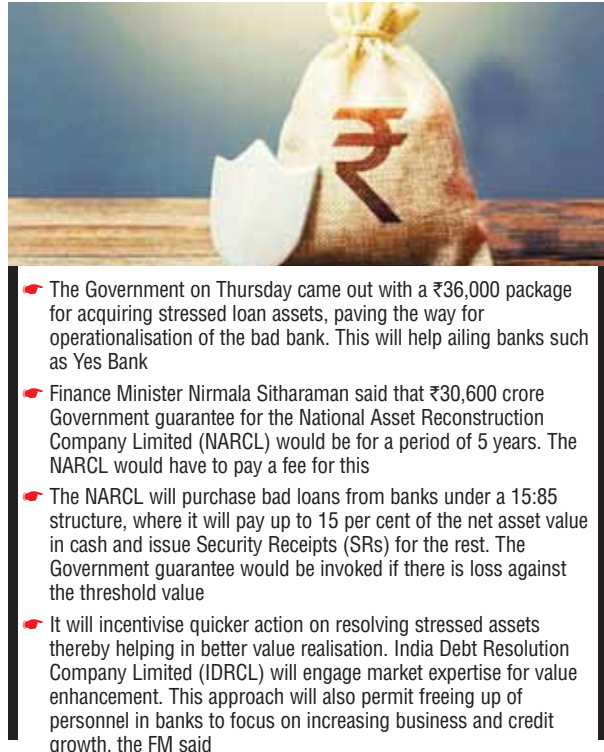 ₹
The Government on Thursday came out with a ₹36,000 package
for acquiring stressed loan assets, paving the way for
operationalisation of the bad bank. This will help ailing banks such
as Yes Bank
Finance Minister Nirmala Sitharaman said that ₹30,600 crore
Government guarantee for the National Asset Reconstruction
Company Limited (NARCL) would be for a period of 5 years. The
NARCL would have to pay a fee for this
The NARCL will purchase bad loans from banks under a 15:85
structure, where it will pay up to 15 per cent of the net asset value
in cash and issue Security Receipts (SRs) for the rest. The
Government guarantee would be invoked if there is loss against
the threshold value
It will incentivise quicker action on resolving stressed assets
thereby helping in better value realisation. India Debt Resolution
Company Limited (IDRCL) will engage market expertise for value
enhancement. This approach will also permit freeing up of
personnel in banks to focus on increasing business and credit
growth, the FM said